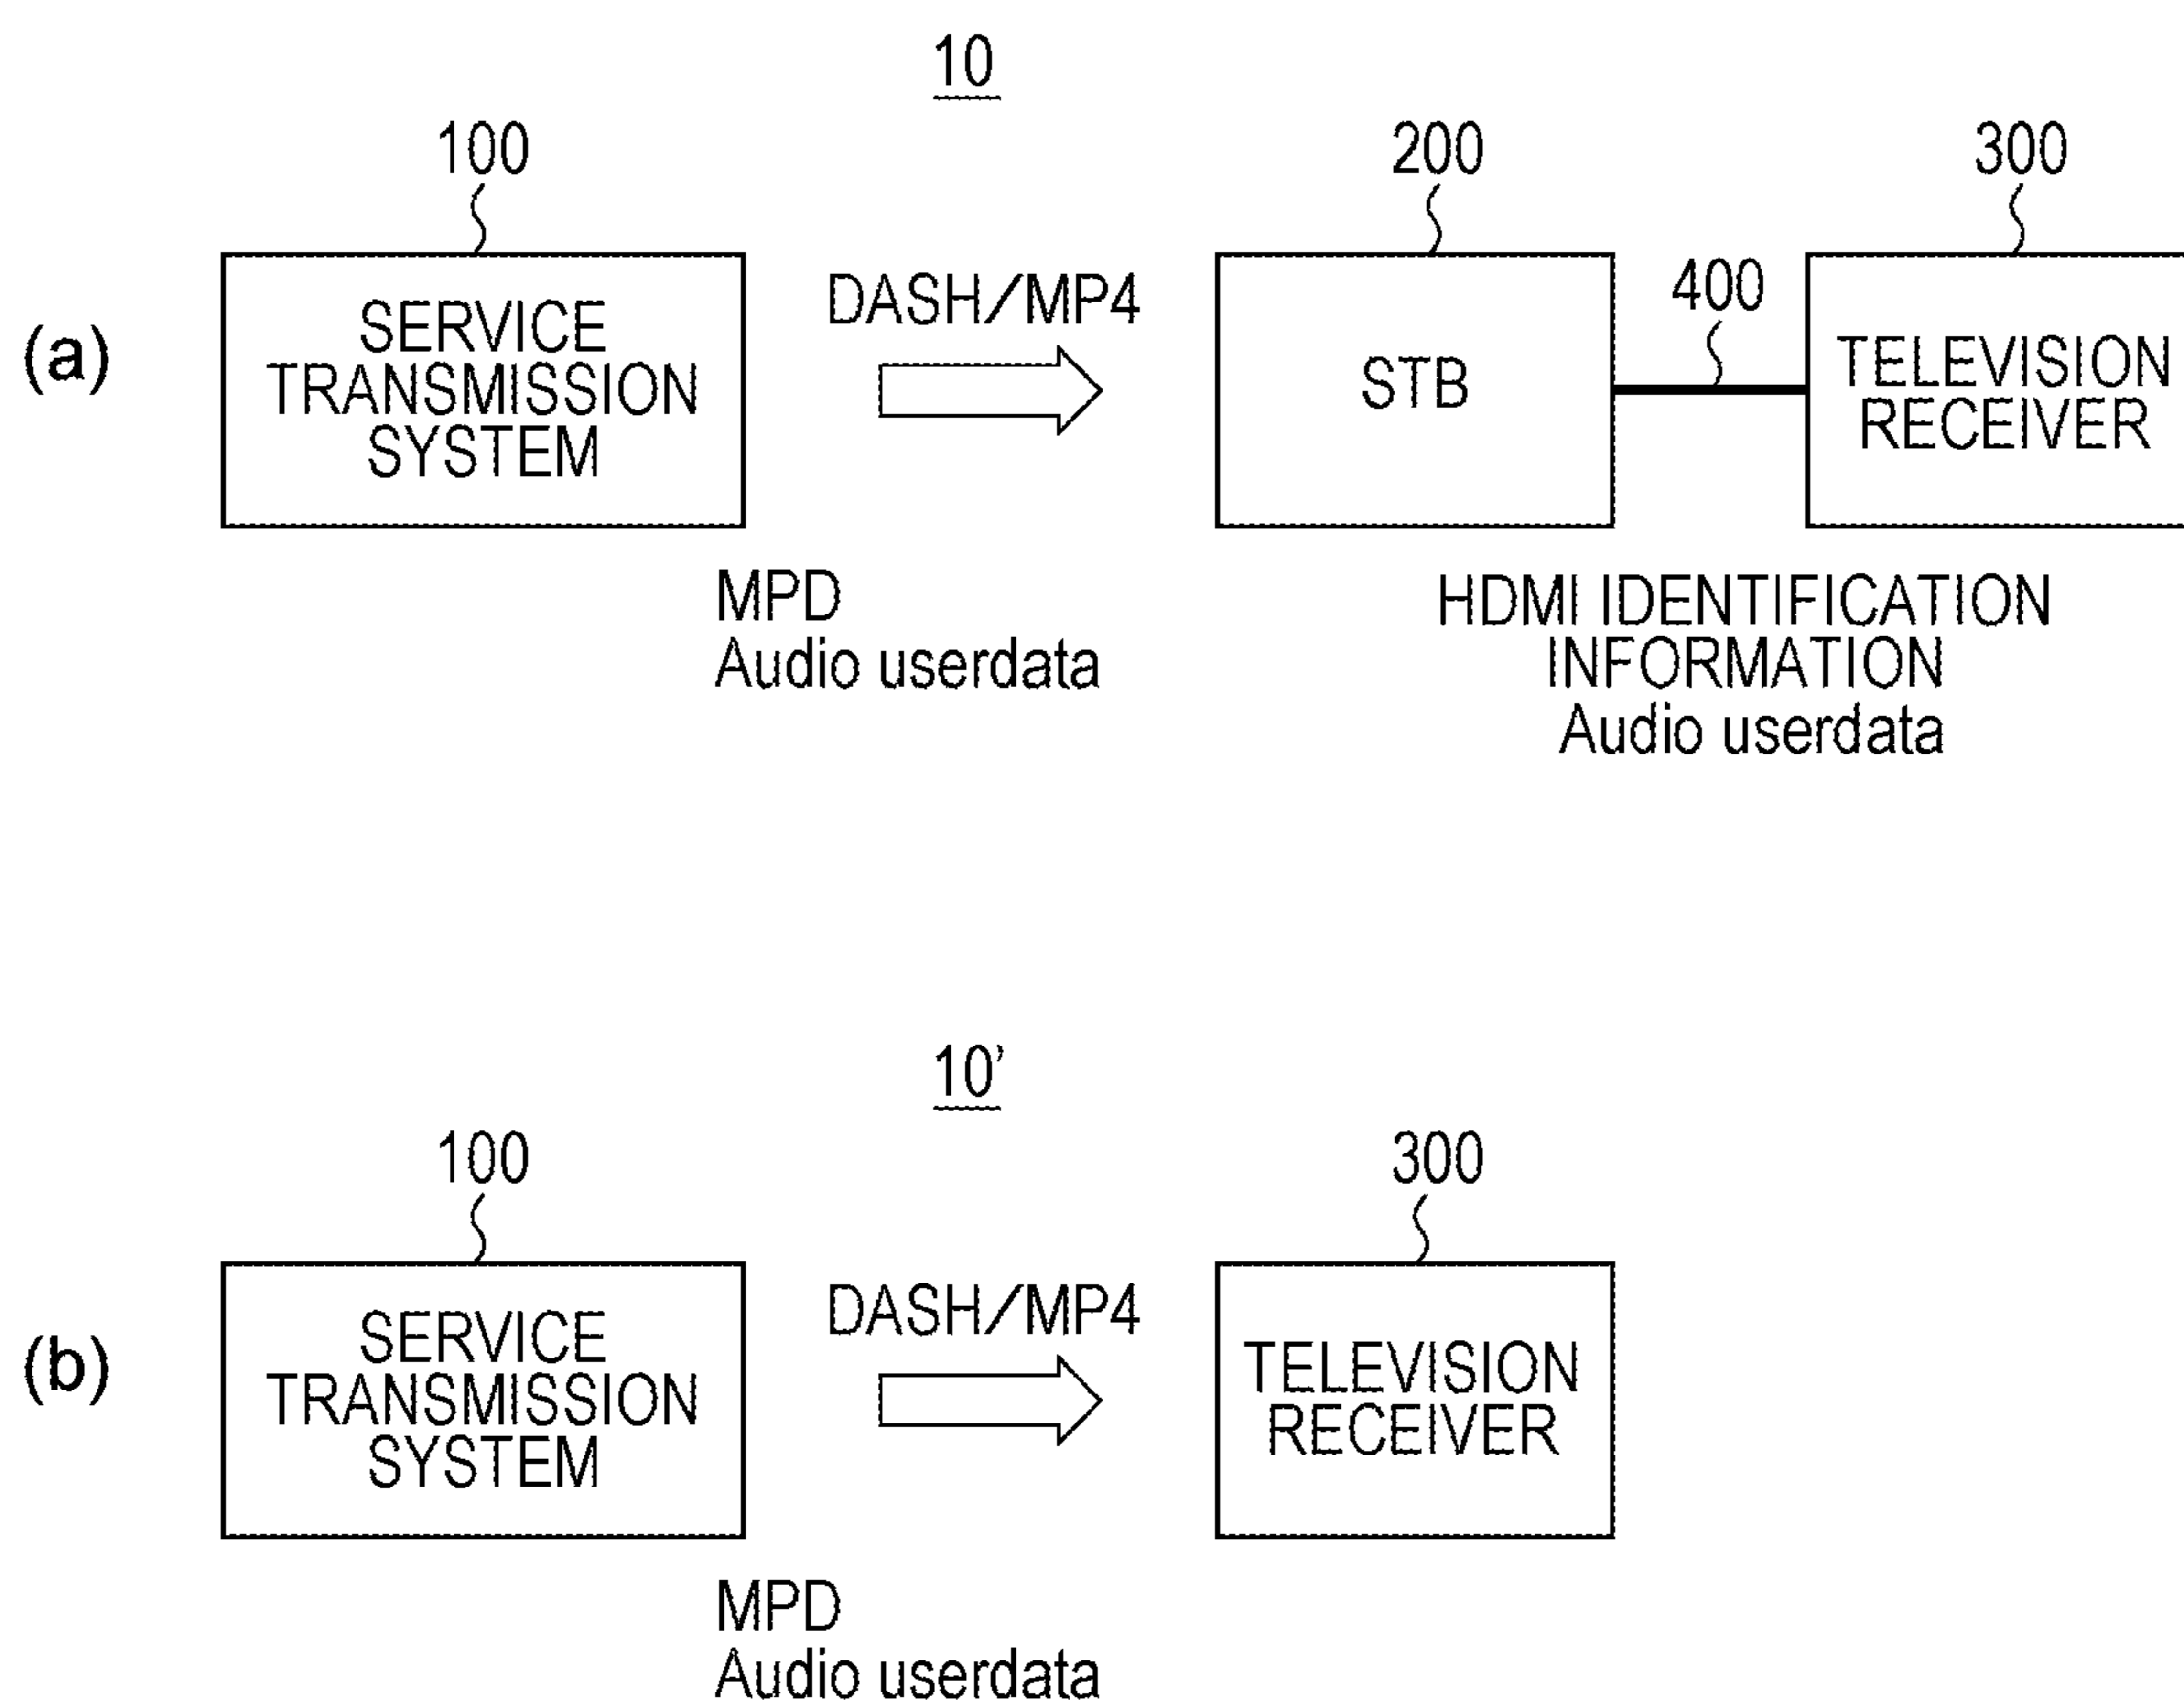 10
100
200
300
(a)
SERVICE
TRANSMISSION
SYSTEM
DASH/MP4
STB
400
TELEVISION
RECEIVER
MPD
Audio userdata
HDMI IDENTIFICATION
INFORMATION
Audio userdata
10'
100
300
(b)
SERVICE
TRANSMISSION
SYSTEM
DASH/MP4
TELEVISION
RECEIVER
MPD
Audio userdata